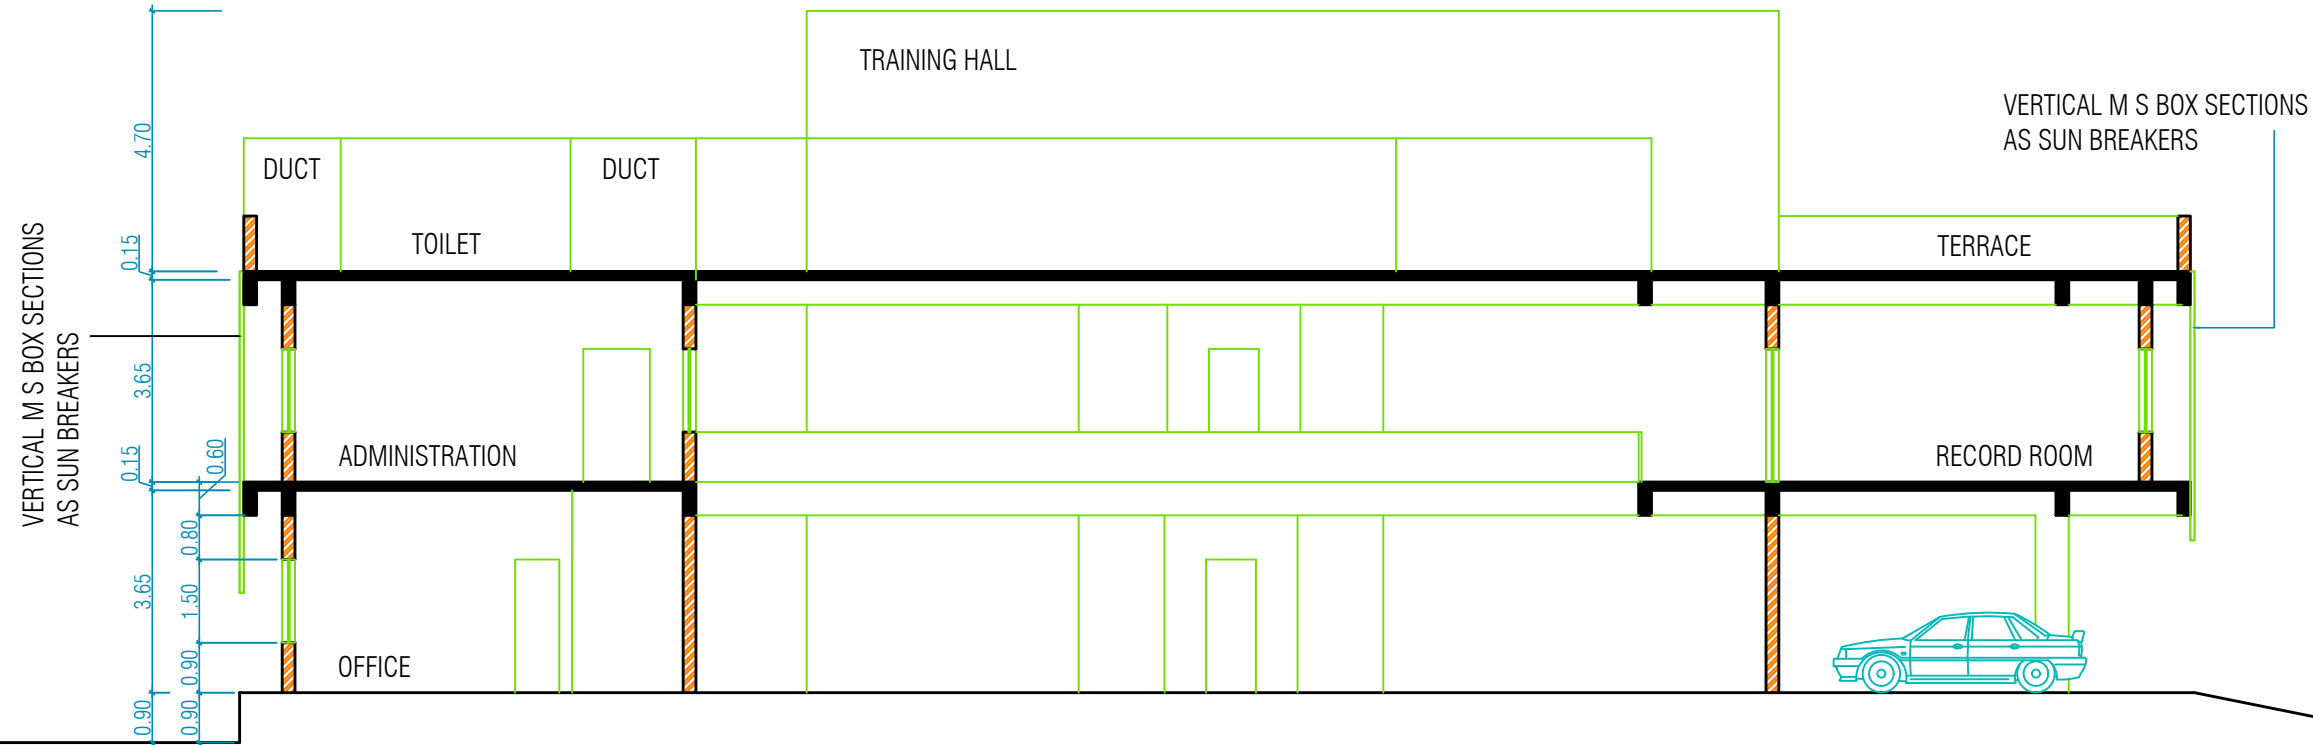 TRAINING HALL
VERTICAL M S BOX SECTIONS
AS SUN BREAKERS
4.70
DUCT
DUCT
VERTICAL M S BOX SECTIONS
AS SUN BREAKERS
0.15
TOILET
TERRACE
3.65
0.15
0.60
ADMINISTRATION
RECORD ROOM
0.80
3.65
1.50
0.90
OFFICE
0.90
0.90